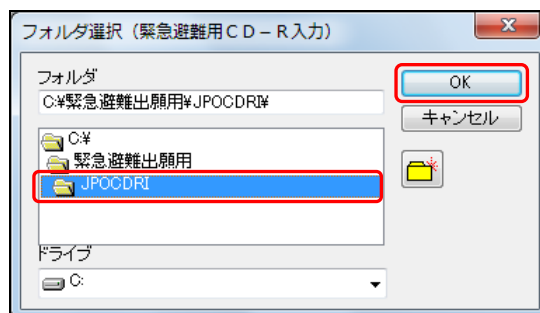 フォルダ選択（緊急避難用ＣＤ－Ｒ入力）
フォルダ
C:¥緊急避難出願用¥JPOCDRI¥
OK
キャンセル
C:¥
緊急避難出願用
JPOCDRI
ドライブ
C: